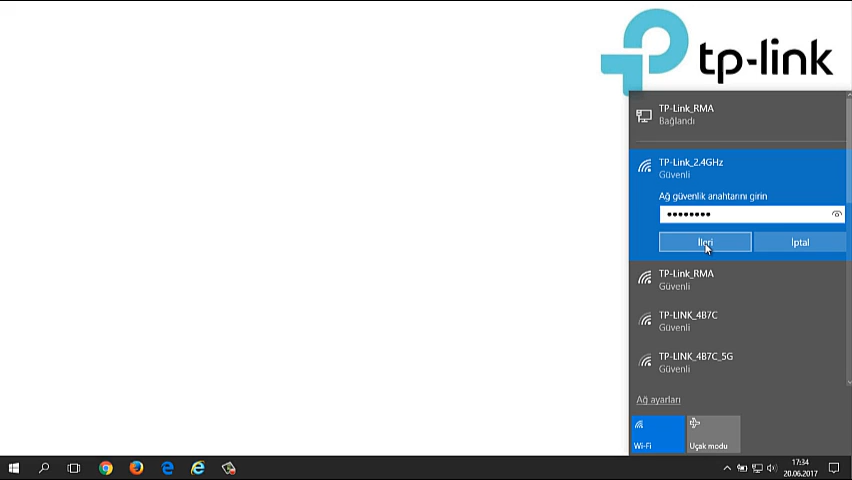 tp-link
TP-Link_RMA
Bağlandı
TP-Link_2.4GHz
Güvenli
Ağ güvenlik anahtarını girin
İleri
İptal
TP-Link_RMA
Güvenli
TP-LINK_4B7C
Güvenli
TP-LINK_4B7C_5G
Güvenli
Ağ ayarları
Wi-Fi
Uçak modu
17:34
20.06.2017